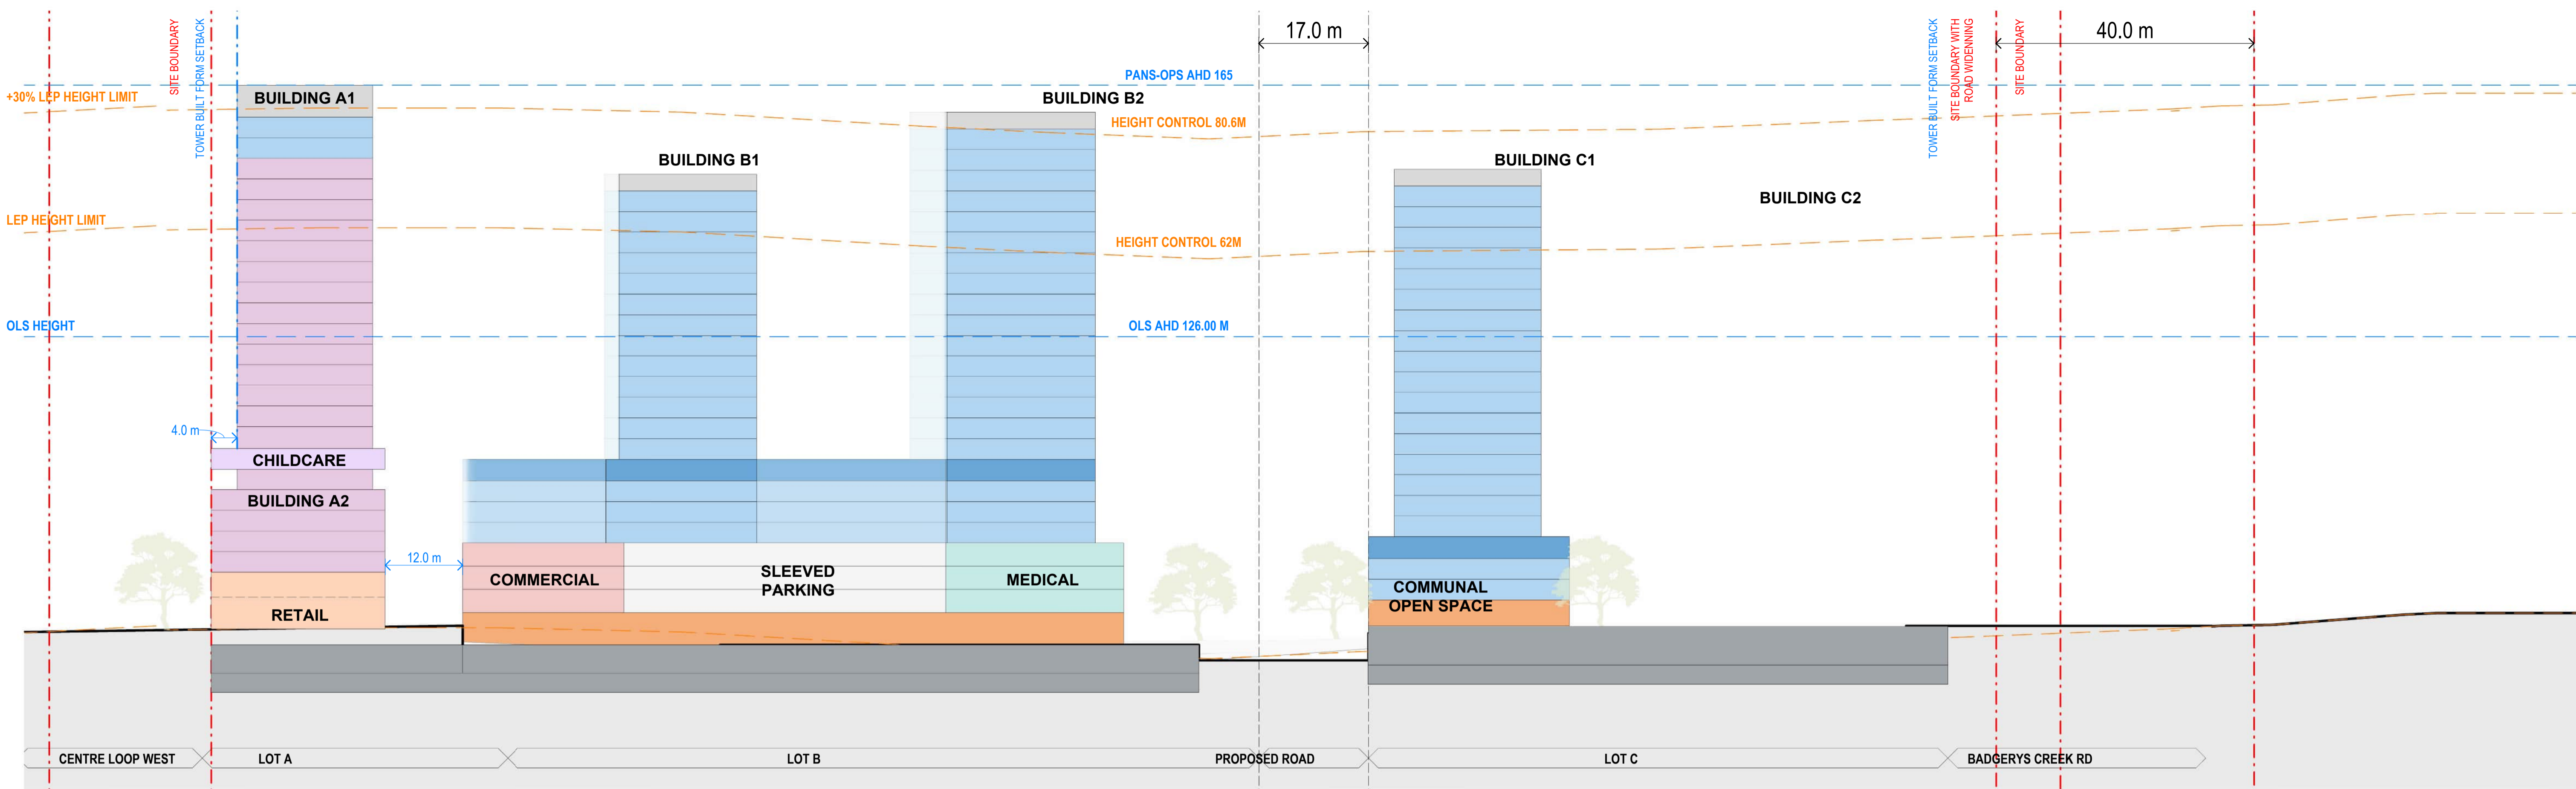 17.0 m
40.0 m
SITE BOUNDARY
TOWER BUILT FORM SETBACK
TOWER BUILT FORM SETBACK
SITE BOUNDARY WITH
ROAD WIDENNING
SITE BOUNDARY
PANS-OPS AHD 165
+30% LEP HEIGHT LIMIT
BUILDING A1
BUILDING B2
HEIGHT CONTROL 80.6M
BUILDING B1
BUILDING C1
BUILDING C2
LEP HEIGHT LIMIT
HEIGHT CONTROL 62M
OLS HEIGHT
OLS AHD 126.00 M
4.0 m
CHILDCARE
BUILDING A2
12.0 m
COMMERCIAL
SLEEVED
PARKING
MEDICAL
COMMUNAL
OPEN SPACE
RETAIL
CENTRE LOOP WEST
LOT A
LOT B
PROPOSED ROAD
LOT C
BADGERYS CREEK RD